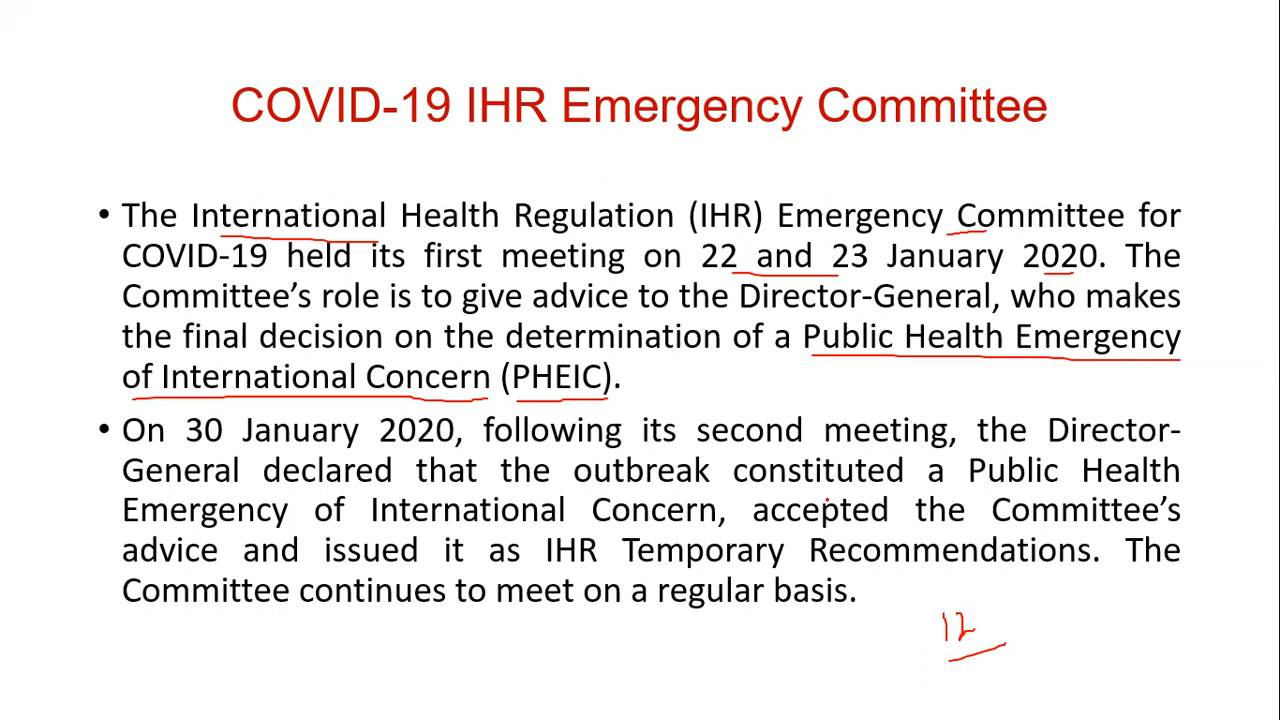 COVID-19 IHR Emergency Committee
• The International Health Regulation (IHR) Emergency Committee for
COVID-19 held its first meeting on 22 and 23 January 2020. The
Committee’s role is to give advice to the Director-General, who makes
the final decision on the determination of a Public Health Emergency
of International Concern (PHEIC).
• On 30 January 2020, following its second meeting, the Director-
General declared that the outbreak constituted a Public Health
Emergency of International Concern, accepted the Committee’s
advice and issued it as IHR Temporary Recommendations. The
Committee continues to meet on a regular basis.
12